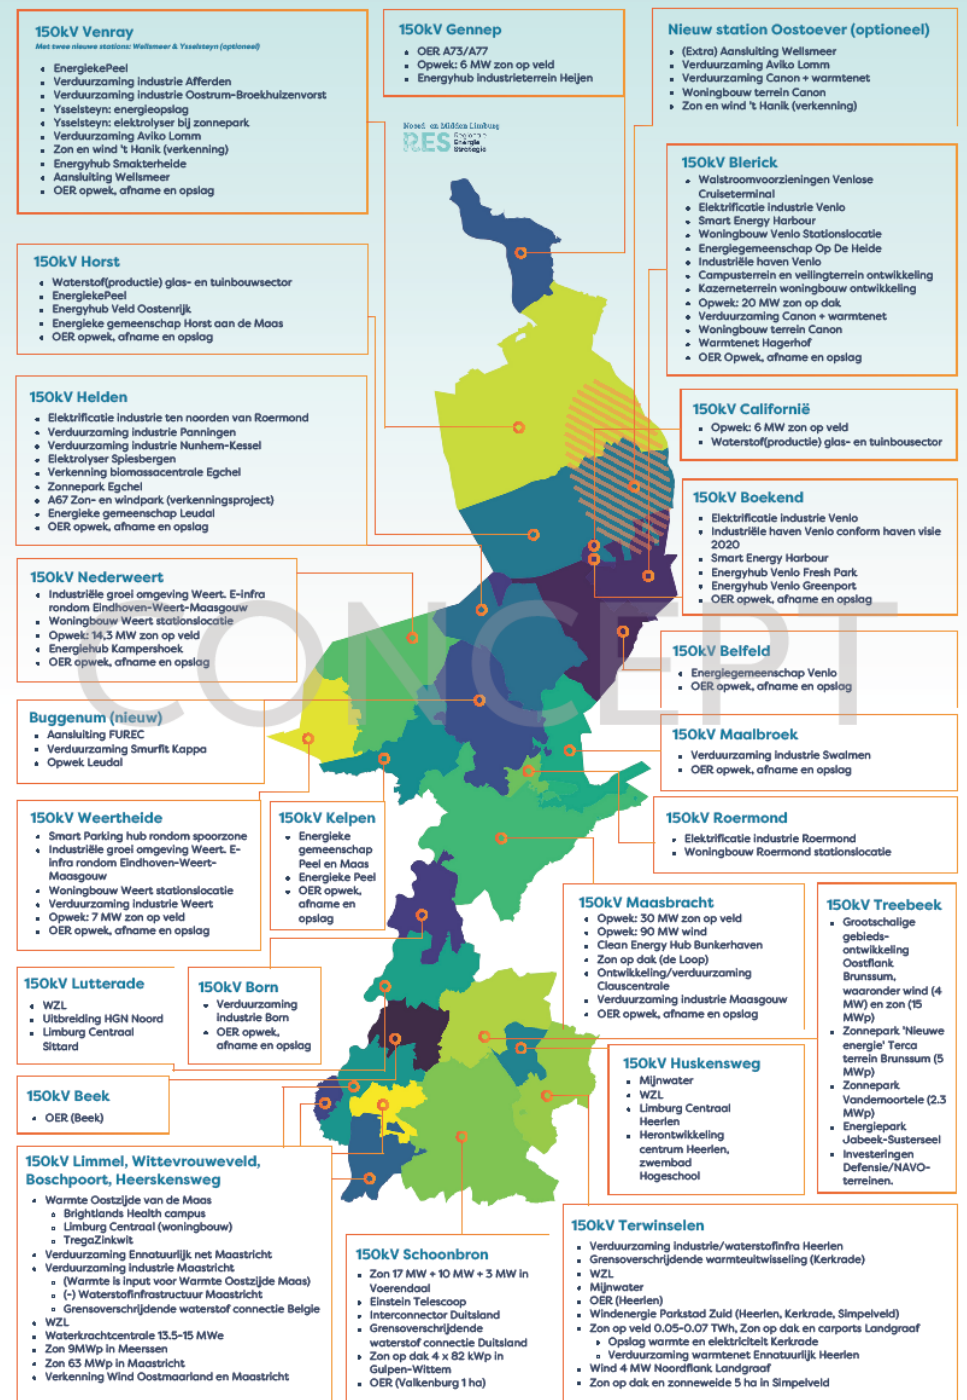 150kV Venray
Met twee nieuwe stations: Wellsmeer & Ysselsteyn (optioneel)
EnergiekePeel
Verduurzaming industrie Afferden
Verduurzaming industrie Oostrum-Broekhuizenvorst
Ysselsteyn: energieopslag
Ysselsteyn: elektrolyser bij zonnepark
Verduurzaming Aviko Lomm
Zon en wind 't Hanik (verkenning)
Energyhub Smakterheide
Aansluiting Wellsmeer
OER opwek, afname en opslag
150kV Gennep
OER A73/A77
Opwek: 6 MW zon op veld
Energyhub industrieterrein Heijen
Nieuw station Oostoever (optioneel)
(Extra) Aansluiting Wellsmeer
Verduurzaming Aviko Lomm
Verduurzaming Canon + warmtenet
Woningbouw terrein Canon
Zon en wind 't Hanik (verkenning)
Noord- en Midden Limburg
RES Regionale
Energie
Strategie
150kV Blerick
Walstroomvoorzieningen Venlose
Cruiseterminal
Elektrificatie industrie Venlo
Smart Energy Harbour
Woningbouw Venlo Stationslocatie
Energiegemeenschap Op De Heide
Industriële haven Venlo
Campusterrein en veilingterrein ontwikkeling
Kazerneterrein woningbouw ontwikkeling
Opwek: 20 MW zon op dak
Verduurzaming Canon + warmtenet
Woningbouw terrein Canon
Warmtenet Hagerhof
OER Opwek, afname en opslag
150kV Horst
Waterstof(productie) glas- en tuinbouwsector
EnergiekePeel
Energyhub Veld Oostenrijk
Energieke gemeenschap Horst aan de Maas
OER opwek, afname en opslag
150kV Helden
Elektrificatie industrie ten noorden van Roermond
Verduurzaming industrie Panningen
Verduurzaming industrie Nunhem-Kessel
Elektrolyser Spiesbergen
Verkenning biomassacentrale Egchel
Zonnepark Egchel
A67 Zon- en windpark (verkenningsproject)
Energieke gemeenschap Leudal
OER opwek, afname en opslag
150kV Californië
Opwek: 6 MW zon op veld
Waterstof(productie) glas- en tuinbousector
150kV Boekend
Elektrificatie industrie Venlo
Industriële haven Venlo conform haven visie
2020
Smart Energy Harbour
Energyhub Venlo Fresh Park
Energyhub Venlo Greenport
OER opwek, afname en opslag
150kV Nederweert
Industriële groei omgeving Weert. E-infra
rondom Eindhoven-Weert-Maasgouw
Woningbouw Weert stationslocatie
Opwek: 14,3 MW zon op veld
Energiehub Kampershoek
OER opwek, afname en opslag
CONCEPT
150kV Belfeld
Energiegemeenschap Venlo
OER opwek, afname en opslag
Buggenum (nieuw)
Aansluiting FUREC
Verduurzaming Smurfit Kappa
Opwek Leudal
150kV Maalbroek
Verduurzaming industrie Swalmen
OER opwek, afname en opslag
150kV Weertheide
Smart Parking hub rondom spoorzone
Industriële groei omgeving Weert. E-
infra rondom Eindhoven-Weert-
Maasgouw
Woningbouw Weert stationslocatie
Verduurzaming industrie Weert
Opwek: 7 MW zon op veld
OER opwek, afname en opslag
150kV Kelpen
Energieke
gemeenschap
Peel en Maas
Energieke Peel
OER opwek,
afname en
opslag
150kV Roermond
Elektrificatie industrie Roermond
Woningbouw Roermond stationslocatie
150kV Maasbracht
Opwek: 30 MW zon op veld
Opwek: 90 MW wind
Clean Energy Hub Bunkerhaven
Zon op dak (de Loop)
Ontwikkeling/verduurzaming
Clauscentrale
Verduurzaming industrie Maasgouw
OER opwek, afname en opslag
150kV Treebeek
Grootschalige
gebieds-
ontwikkeling
Oostflank
Brunssum,
waaronder wind (4
MW) en zon (15
MWp)
Zonnepark 'Nieuwe
energie' Terca
terrein Brunssum (5
MWp)
Zonnepark
Vandemoortele (2.3
MWp)
Energiepark
Jabeek-Susterseel
Investeringen
Defensie/NAVO-
terreinen.
150kV Lutterade
WZL
Uitbreiding HGN Noord
Limburg Centraal
Sittard
150kV Born
Verduurzaming
industrie Born
OER opwek,
afname en opslag
150kV Huskensweg
Mijnwater
WZL
Limburg Centraal
Heerlen
Herontwikkeling
centrum Heerlen,
zwembad
Hogeschool
150kV Beek
OER (Beek)
150kV Limmel, Wittevrouweveld,
Boschpoort, Heerskensweg
Warmte Oostzijde van de Maas
Brightlands Health campus
Limburg Centraal (woningbouw)
TregaZinkwit
Verduurzaming Ennatuurlijk net Maastricht
Verduurzaming industrie Maastricht
(Warmte is input voor Warmte Oostzijde Maas)
(-) Waterstofinfrastructuur Maastricht
Grensoverschrijdende waterstof connectie Belgie
WZL
Waterkrachtcentrale 13.5-15 MWe
Zon 9MWp in Meerssen
Zon 63 MWp in Maastricht
Verkenning Wind Oostmaarland en Maastricht
150kV Schoonbron
Zon 17 MW + 10 MW + 3 MW in
Voerendaal
Einstein Telescoop
Interconnector Duitsland
Grensoverschrijdende
waterstof connectie Duitsland
Zon op dak 4 x 82 kWp in
Gulpen-Wittem
OER (Valkenburg 1 ha)
150kV Terwinselen
Verduurzaming industrie/waterstofinfra Heerlen
Grensoverschrijdende warmteuitwisseling (Kerkrade)
WZL
Mijnwater
OER (Heerlen)
Windenergie Parkstad Zuid (Heerlen, Kerkrade, Simpelveld)
Zon op veld 0.05-0.07 TWh, Zon op dak en carports Landgraaf
Opslag warmte en elektriciteit Kerkrade
Verduurzaming warmtenet Ennatuurlijk Heerlen
Wind 4 MW Noordflank Landgraaf
Zon op dak en zonneweide 5 ha in Simpelveld